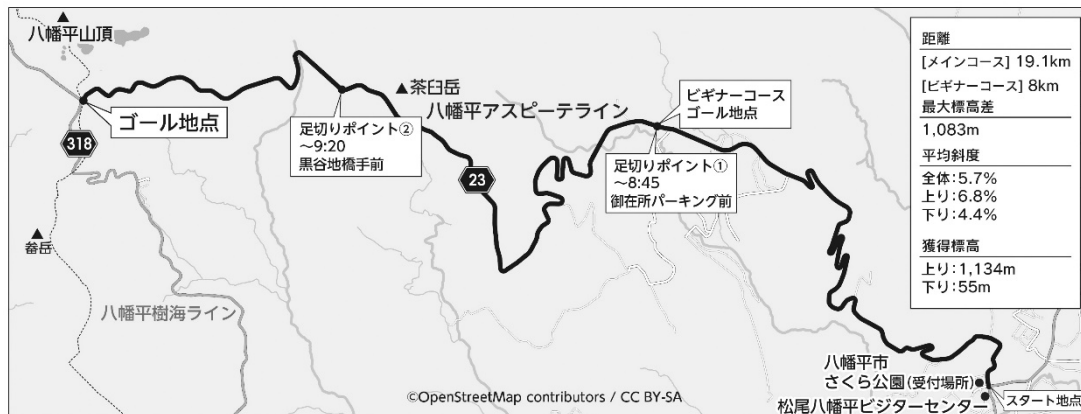 八幡平山頂
ゴール地点
318
畚岳
八幡平樹海ライン
足切りポイント②
〜9:20
黒谷地橋手前
茶臼岳
八幡平アスピーテライン
23
ビギナーコース
ゴール地点
足切りポイント①
〜8:45
御在所パーキング前
距離
[メインコース] 19.1km
[ビギナーコース] 8km
最大標高差
1,083m
平均斜度
全体：5.7%
上り：6.8%
下り：4.4%
獲得標高
上り：1,134m
下り：55m
八幡平市
さくら公園(受付場所)
松尾八幡平ビジターセンター
スタート地点
©OpenStreetMap contributors / CC BY-SA